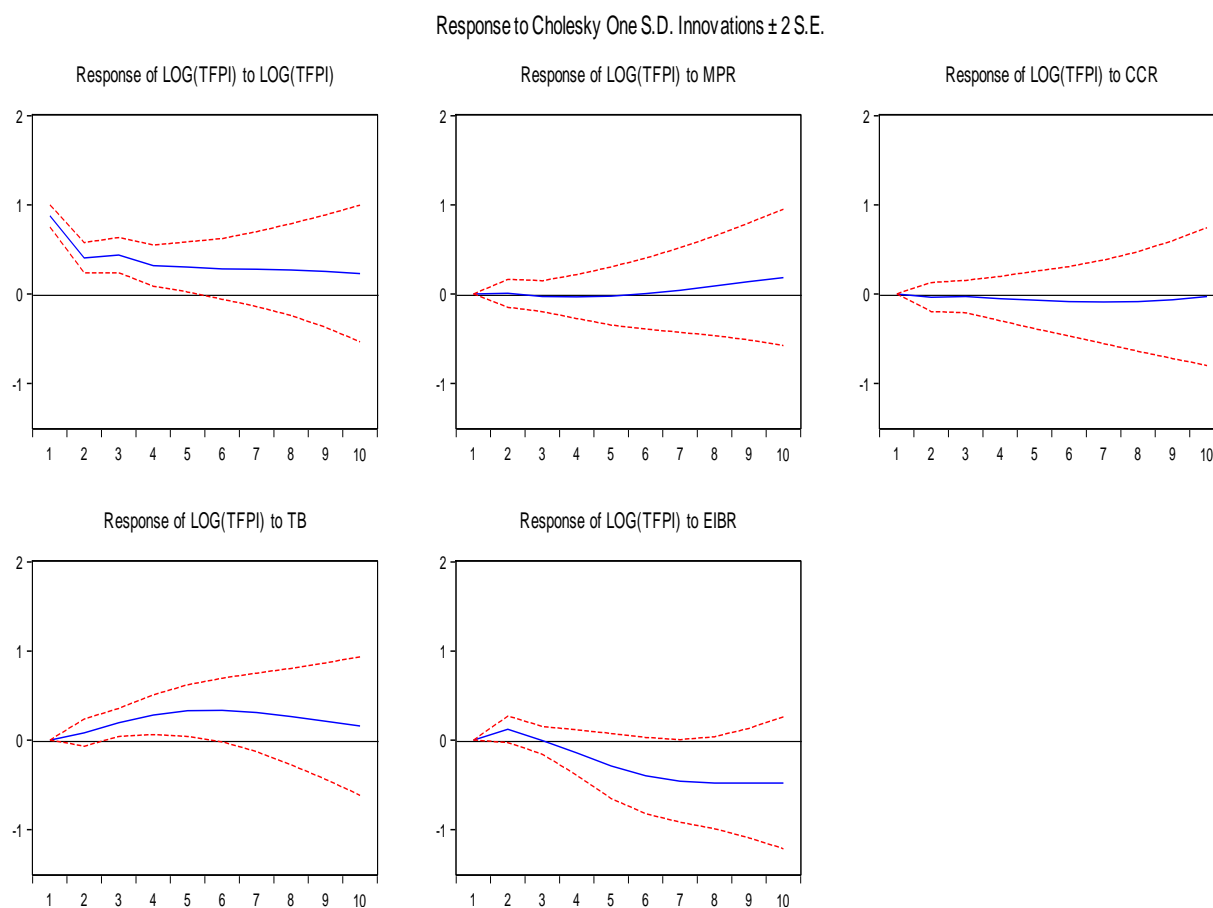 Response to Cholesky One S.D. Innovations ± 2 S.E.
Response of LOG(TFPI) to LOG(TFPI)
2
1
0
-1
1 2 3 4 5 6 7 8 9 10
Response of LOG(TFPI) to MPR
2
1
0
-1
1 2 3 4 5 6 7 8 9 10
Response of LOG(TFPI) to CCR
2
1
0
-1
1 2 3 4 5 6 7 8 9 10
Response of LOG(TFPI) to TB
2
1
0
-1
1 2 3 4 5 6 7 8 9 10
Response of LOG(TFPI) to EIBR
2
1
0
-1
1 2 3 4 5 6 7 8 9 10